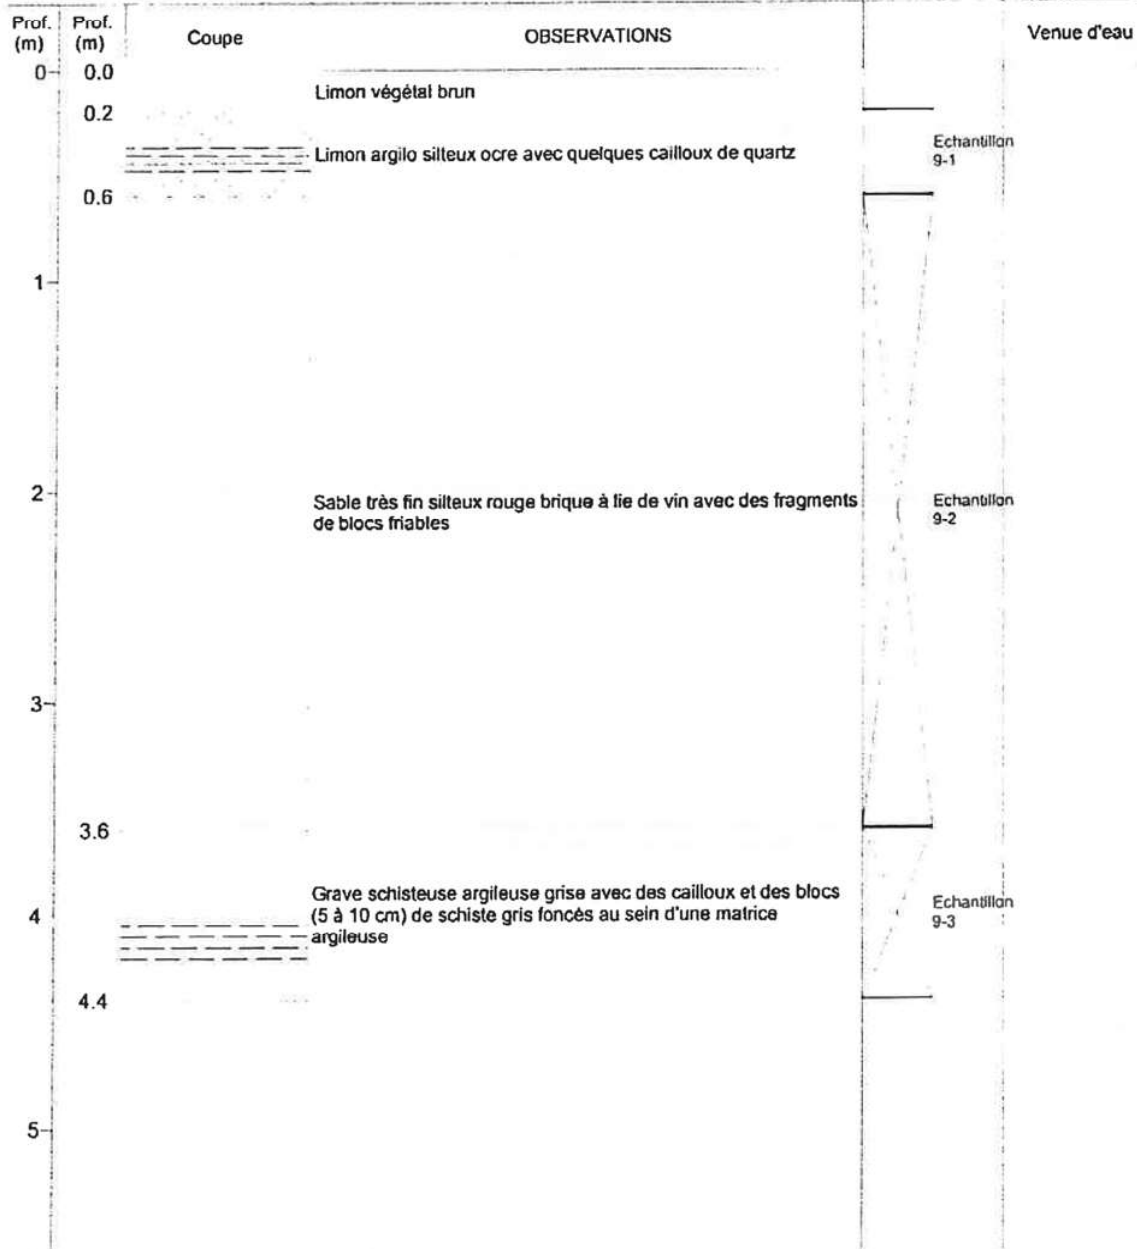 Prof.
(m)
Prof.
(m)
Coupe
OBSERVATIONS
Venue d'eau
0
0.0
Limon végétal brun
0.2
Limon argilo silteux ocre avec quelques cailloux de quartz
Echantillon
9-1
0.6
1
2
Sable très fin silteux rouge brique à lie de vin avec des fragments
de blocs friables
Echantillon
9-2
3
3.6
Grave schisteuse argileuse grise avec des cailloux et des blocs
(5 à 10 cm) de schiste gris foncés au sein d'une matrice
argileuse
Echantillon
9-3
4
4.4
5